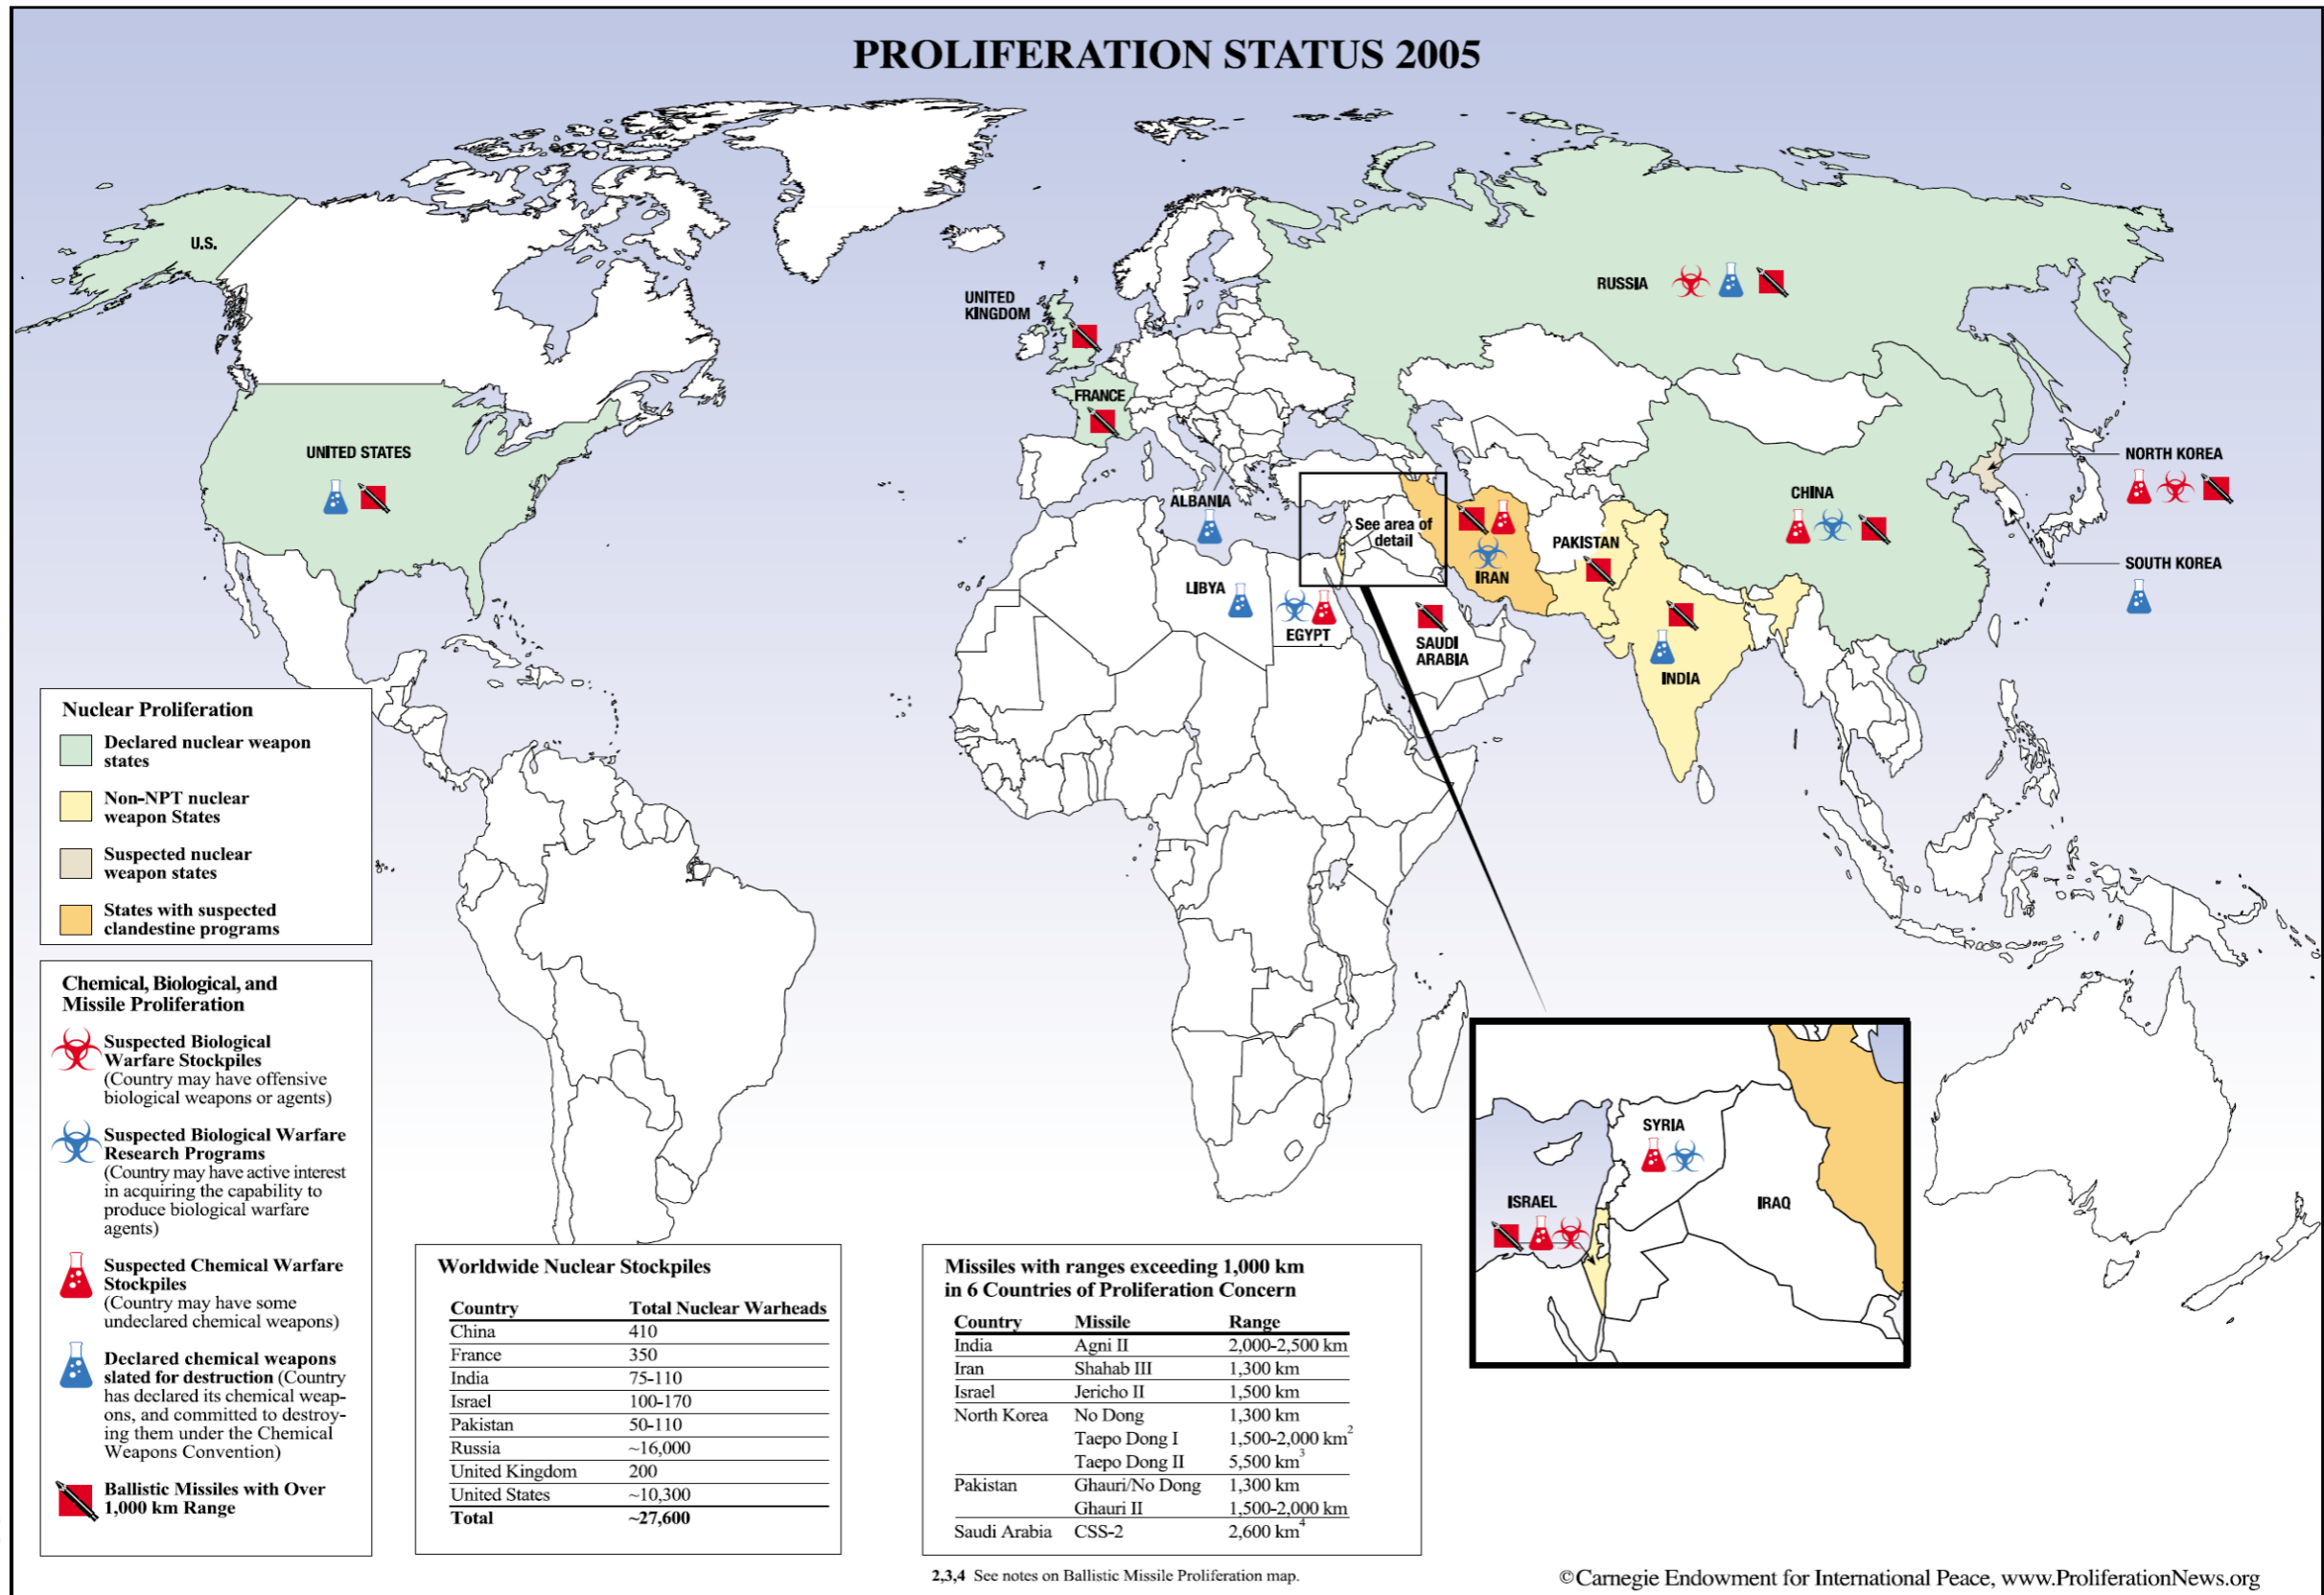 PROLIFERATION STATUS 2005
U.S.
UNITED
KINGDOM
RUSSIA
FRANCE
UNITED STATES
NORTH KOREA
CHINA
ALBANIA
See area of
detail
PAKISTAN
IRAN
SOUTH KOREA
LIBYA
EGYPT
SAUDI
ARABIA
INDIA
Nuclear Proliferation
Declared nuclear weapon
states
Non-NPT nuclear
weapon States
Suspected nuclear
weapon states
States with suspected
clandestine programs
Chemical, Biological, and
Missile Proliferation
Suspected Biological
Warfare Stockpiles
(Country may have offensive
biological weapons or agents)
Suspected Biological Warfare
Research Programs
(Country may have active interest
in acquiring the capability to
produce biological warfare
agents)
Suspected Chemical Warfare
Stockpiles
(Country may have some
undeclared chemical weapons)
Declared chemical weapons
slated for destruction (Country
has declared its chemical weap-
ons, and committed to destroy-
ing them under the Chemical
Weapons Convention)
Ballistic Missiles with Over
1,000 km Range
Worldwide Nuclear Stockpiles
Country Total Nuclear Warheads
China 410
France 350
India 75-110
Israel 100-170
Pakistan 50-110
Russia ~16,000
United Kingdom 200
United States ~10,300
Total ~27,600
Missiles with ranges exceeding 1,000 km
in 6 Countries of Proliferation Concern
Country Missile Range
India Agni II 2,000-2,500 km
Iran Shahab III 1,300 km
Israel Jericho II 1,500 km
North Korea No Dong 1,300 km
Taepo Dong I 1,500-2,000 km²
Taepo Dong II 5,500 km³
Pakistan Ghauri/No Dong 1,300 km
Ghauri II 1,500-2,000 km
Saudi Arabia CSS-2 2,600 km⁴
2,3,4 See notes on Ballistic Missile Proliferation map.
SYRIA
ISRAEL
IRAQ
©Carnegie Endowment for International Peace, www.ProliferationNews.org